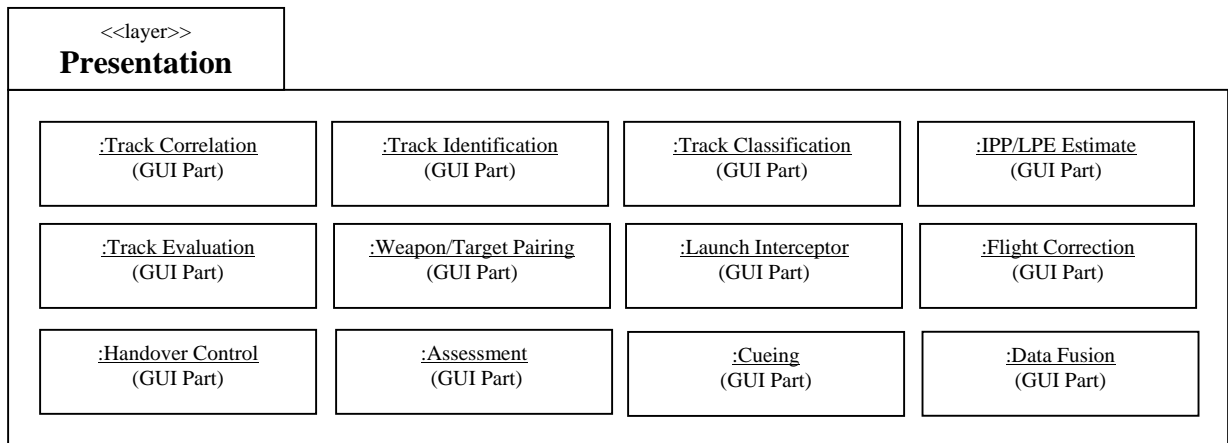 <<layer>>
Presentation
:Track Correlation
(GUI Part)
:Track Identification
(GUI Part)
:Track Classification
(GUI Part)
:IPP/LPE Estimate
(GUI Part)
:Track Evaluation
(GUI Part)
:Weapon/Target Pairing
(GUI Part)
:Launch Interceptor
(GUI Part)
:Flight Correction
(GUI Part)
:Handover Control
(GUI Part)
:Assessment
(GUI Part)
:Cueing
(GUI Part)
:Data Fusion
(GUI Part)